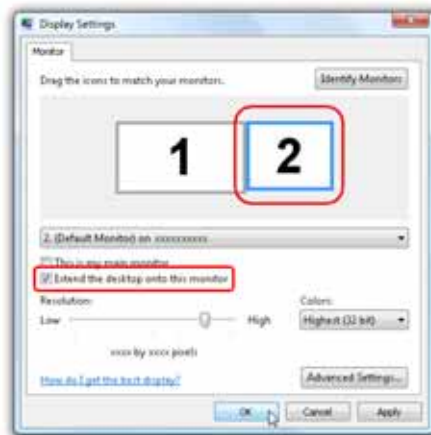 Display Settings
Monitor
Drag the icons to match your monitors.
Identify Monitors
1
2
2. (Default Monitor) on xxxxxxxxxx
This is my main monitor
Extend the desktop onto this monitor
Resolution:
Colors:
Low
High
Highest (32 bit)
xxxx by xxxx pixels
How do I get the best display?
Advanced Settings...
OK
Cancel
Apply